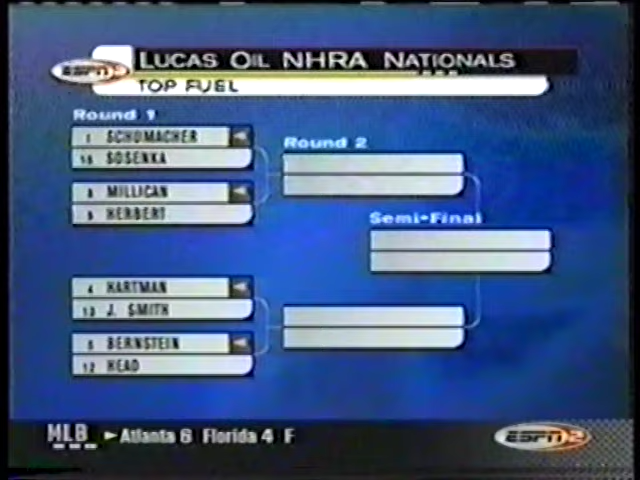 ESPN2
LUCAS OIL NHRA NATIONALS
TOP FUEL
Round 1
1 SCHUMACHER
16 SOSENKA
8 MILLICAN
9 HERBERT
Round 2
Semi-Final
4 HARTMAN
13 J. SMITH
5 BERNSTEIN
12 HEAD
MLB ►Atlanta 6 Florida 4 F
ESPN2